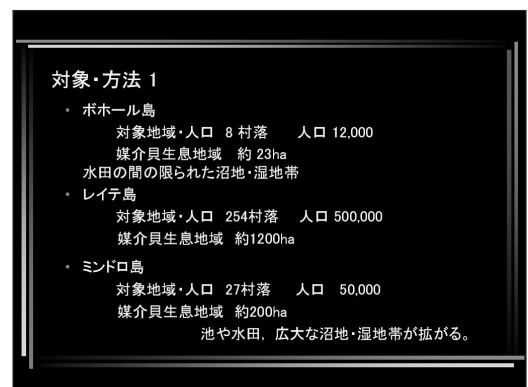 対象・方法 1
• ボホール島
対象地域・人口 8 村落 人口 12,000
媒介貝生息地域 約 23ha
水田の間の限られた沼地・湿地帯
• レイテ島
対象地域・人口 254村落 人口 500,000
媒介貝生息地域 約1200ha
• ミンドロ島
対象地域・人口 27村落 人口 50,000
媒介貝生息地域 約200ha
池や水田，広大な沼地・湿地帯が拡がる。